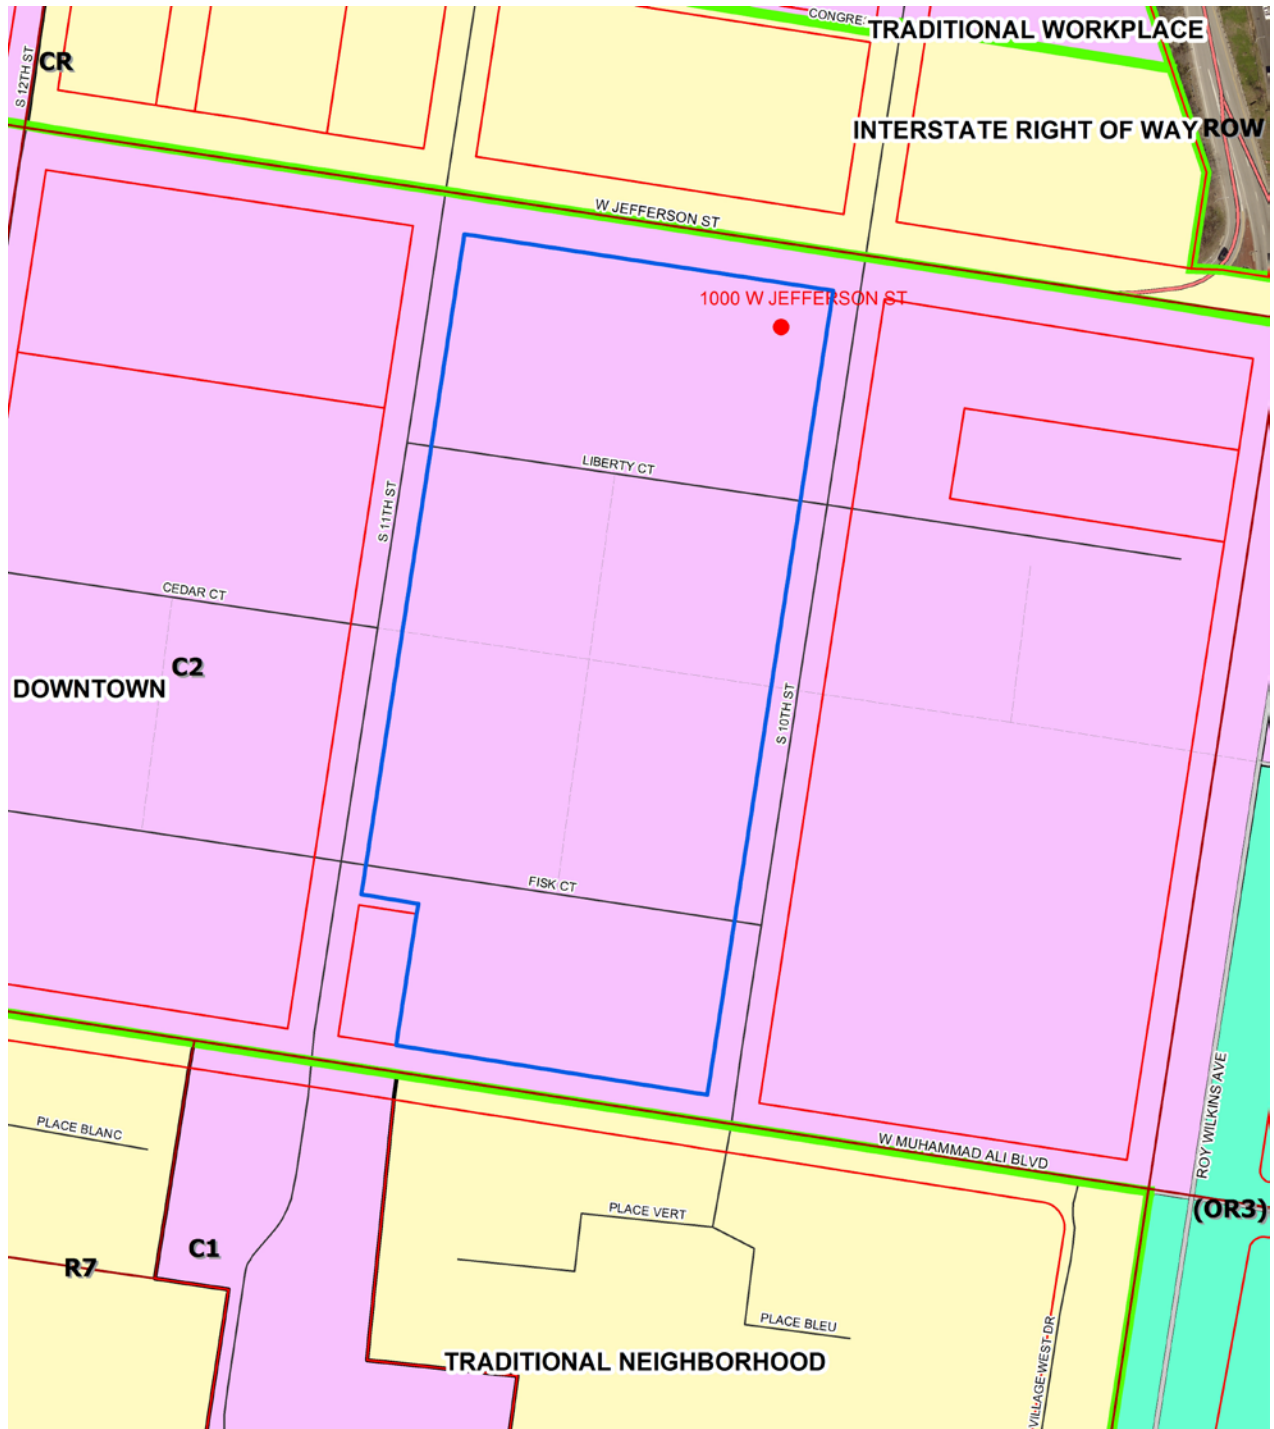 CONGRE
TRADITIONAL WORKPLACE
CR
S 12TH ST
INTERSTATE RIGHT OF WAY
ROW
W JEFFERSON ST
1000 W JEFFERSON ST
LIBERTY CT
S 11TH ST
CEDAR CT
C2
DOWNTOWN
S 10TH ST
FISK CT
ROY WILKINS AVE
PLACE BLANC
W MUHAMMAD ALI BLVD
PLACE VERT
(OR3)
C1
R7
PLACE BLEU
VILLAGE WEST DR
TRADITIONAL NEIGHBORHOOD